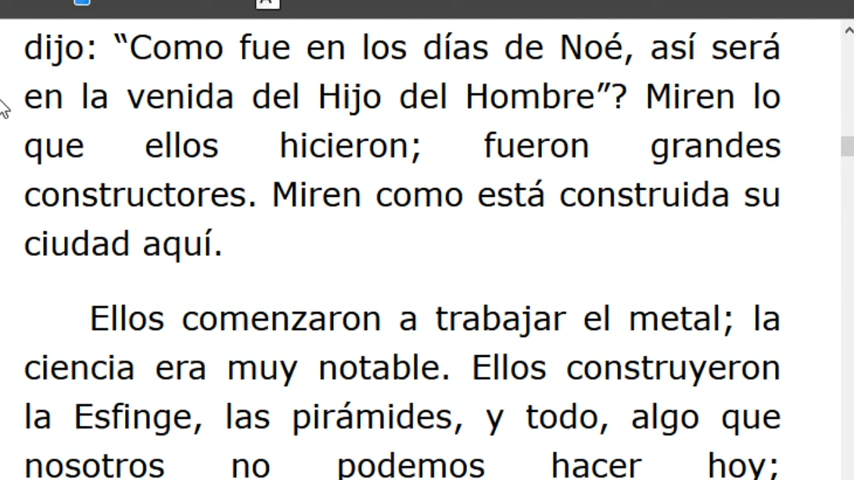 dijo: “Como fue en los días de Noé, así será
en la venida del Hijo del Hombre”? Miren lo
que ellos hicieron; fueron grandes
constructores. Miren como está construida su
ciudad aquí.
Ellos comenzaron a trabajar el metal; la
ciencia era muy notable. Ellos construyeron
la Esfinge, las pirámides, y todo, algo que
nosotros no podemos hacer hoy;